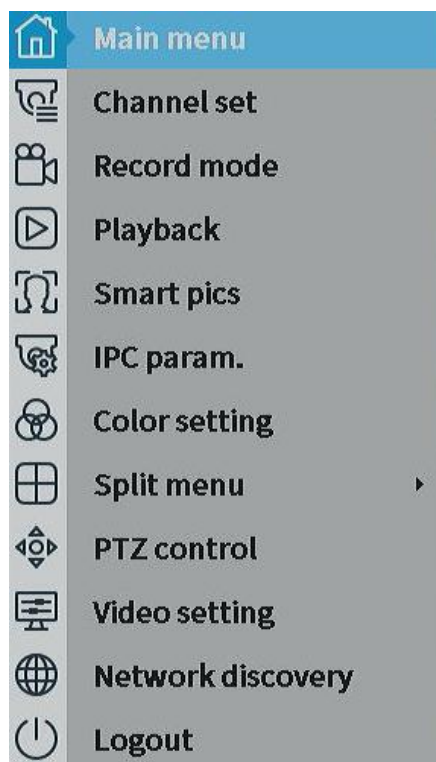 Main menu
Channel set
Record mode
Playback
Smart pics
IPC param.
Color setting
Split menu
PTZ control
Video setting
Network discovery
Logout